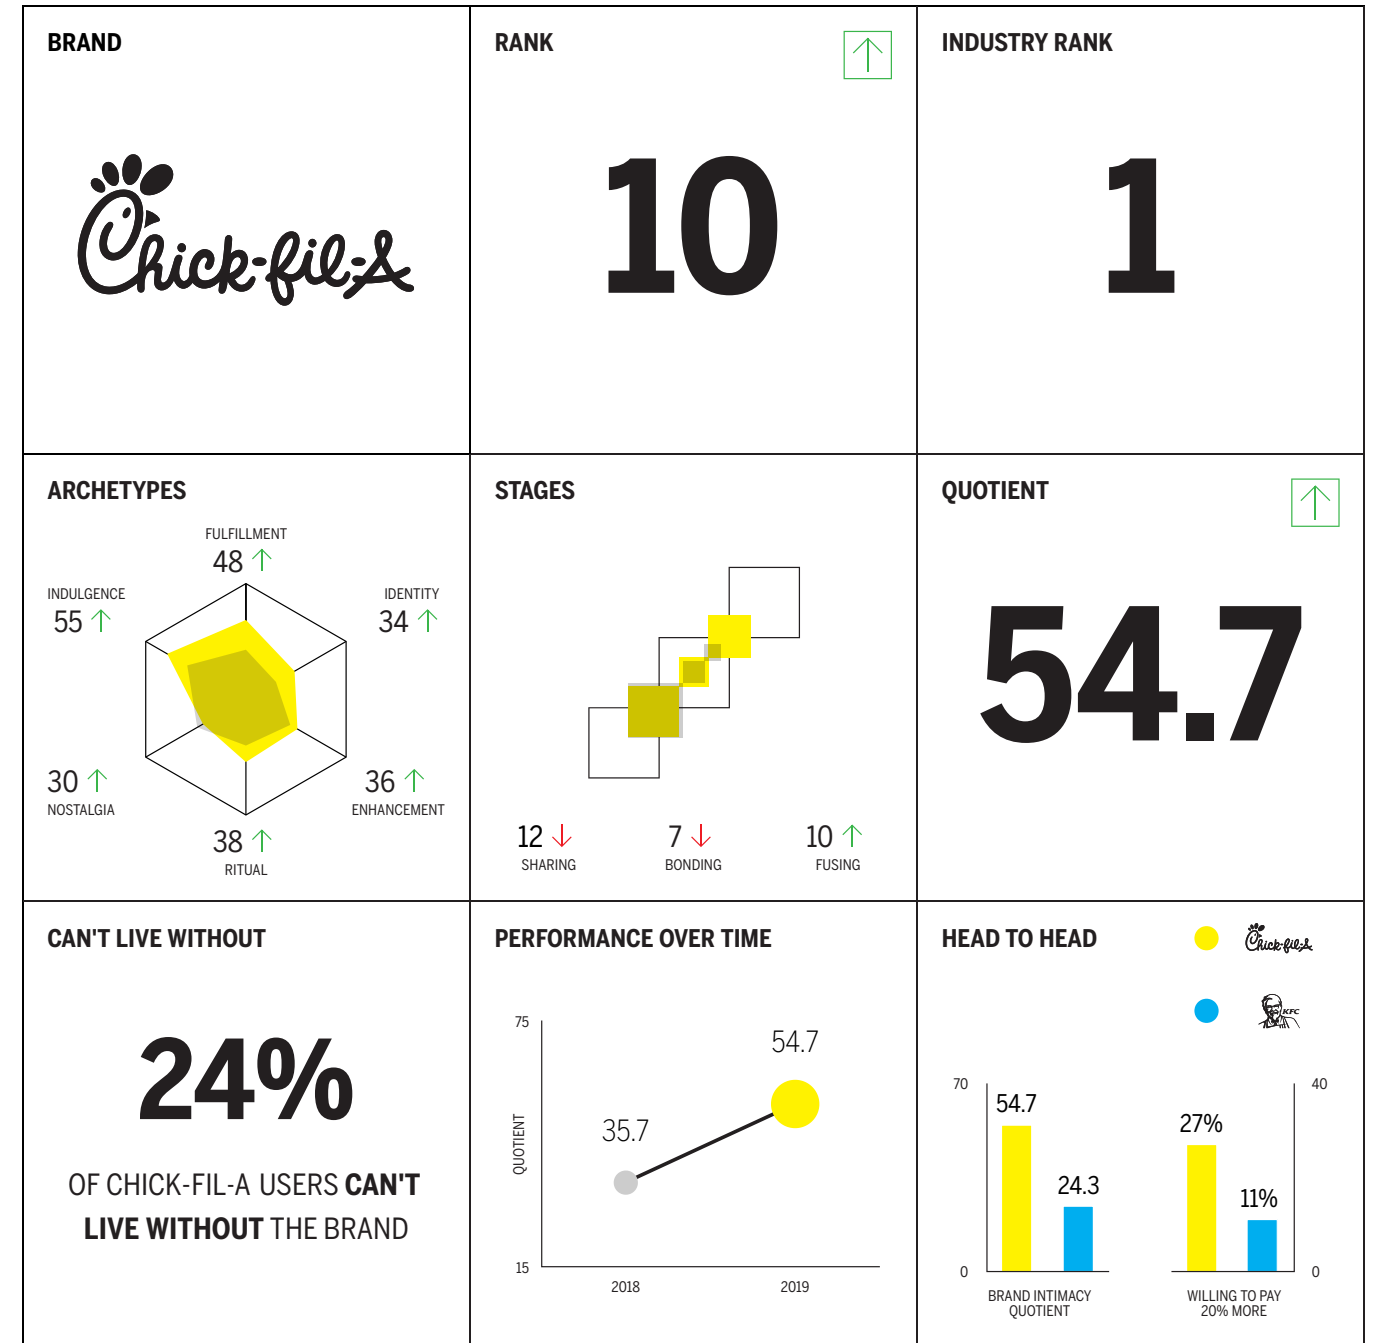 BRAND
Chick-fil-A
RANK
10
INDUSTRY RANK
1
ARCHETYPES
FULFILLMENT
48
INDULGENCE
55
IDENTITY
34
30
NOSTALGIA
36
ENHANCEMENT
38
RITUAL
STAGES
12
SHARING
7
BONDING
10
FUSING
QUOTIENT
54.7
CAN'T LIVE WITHOUT
24%
OF CHICK-FIL-A USERS CAN'T
LIVE WITHOUT THE BRAND
PERFORMANCE OVER TIME
75
54.7
35.7
QUOTIENT
15
2018
2019
HEAD TO HEAD
Chick-fil-A
KFC
70
54.7
24.3
0
BRAND INTIMACY
QUOTIENT
40
27%
11%
0
WILLING TO PAY
20% MORE